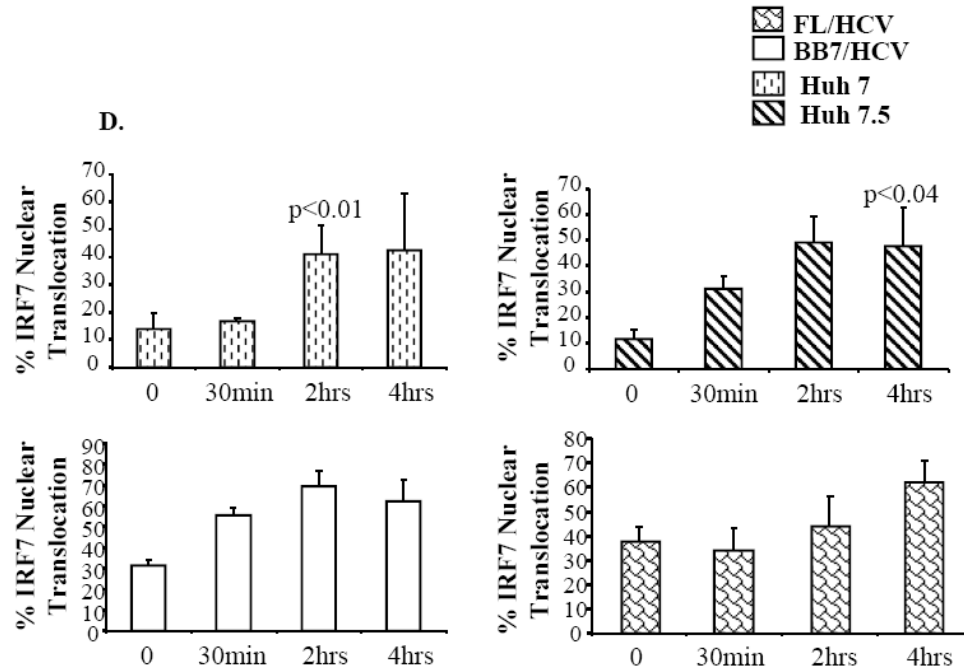 FL/HCV
BB7/HCV
Huh 7
Huh 7.5
D.
% IRF7 Nuclear
Translocation
70
60
50
40
30
20
10
0
p<0.01
0 30min 2hrs 4hrs
% IRF7 Nuclear
Translocation
70
60
50
40
30
20
10
0
p<0.04
0 30min 2hrs 4hrs
% IRF7 Nuclear
Translocation
90
80
70
60
50
40
30
20
10
0
0 30min 2hrs 4hrs
% IRF7 Nuclear
Translocation
80
70
60
50
40
30
20
10
0
0 30min 2hrs 4hrs